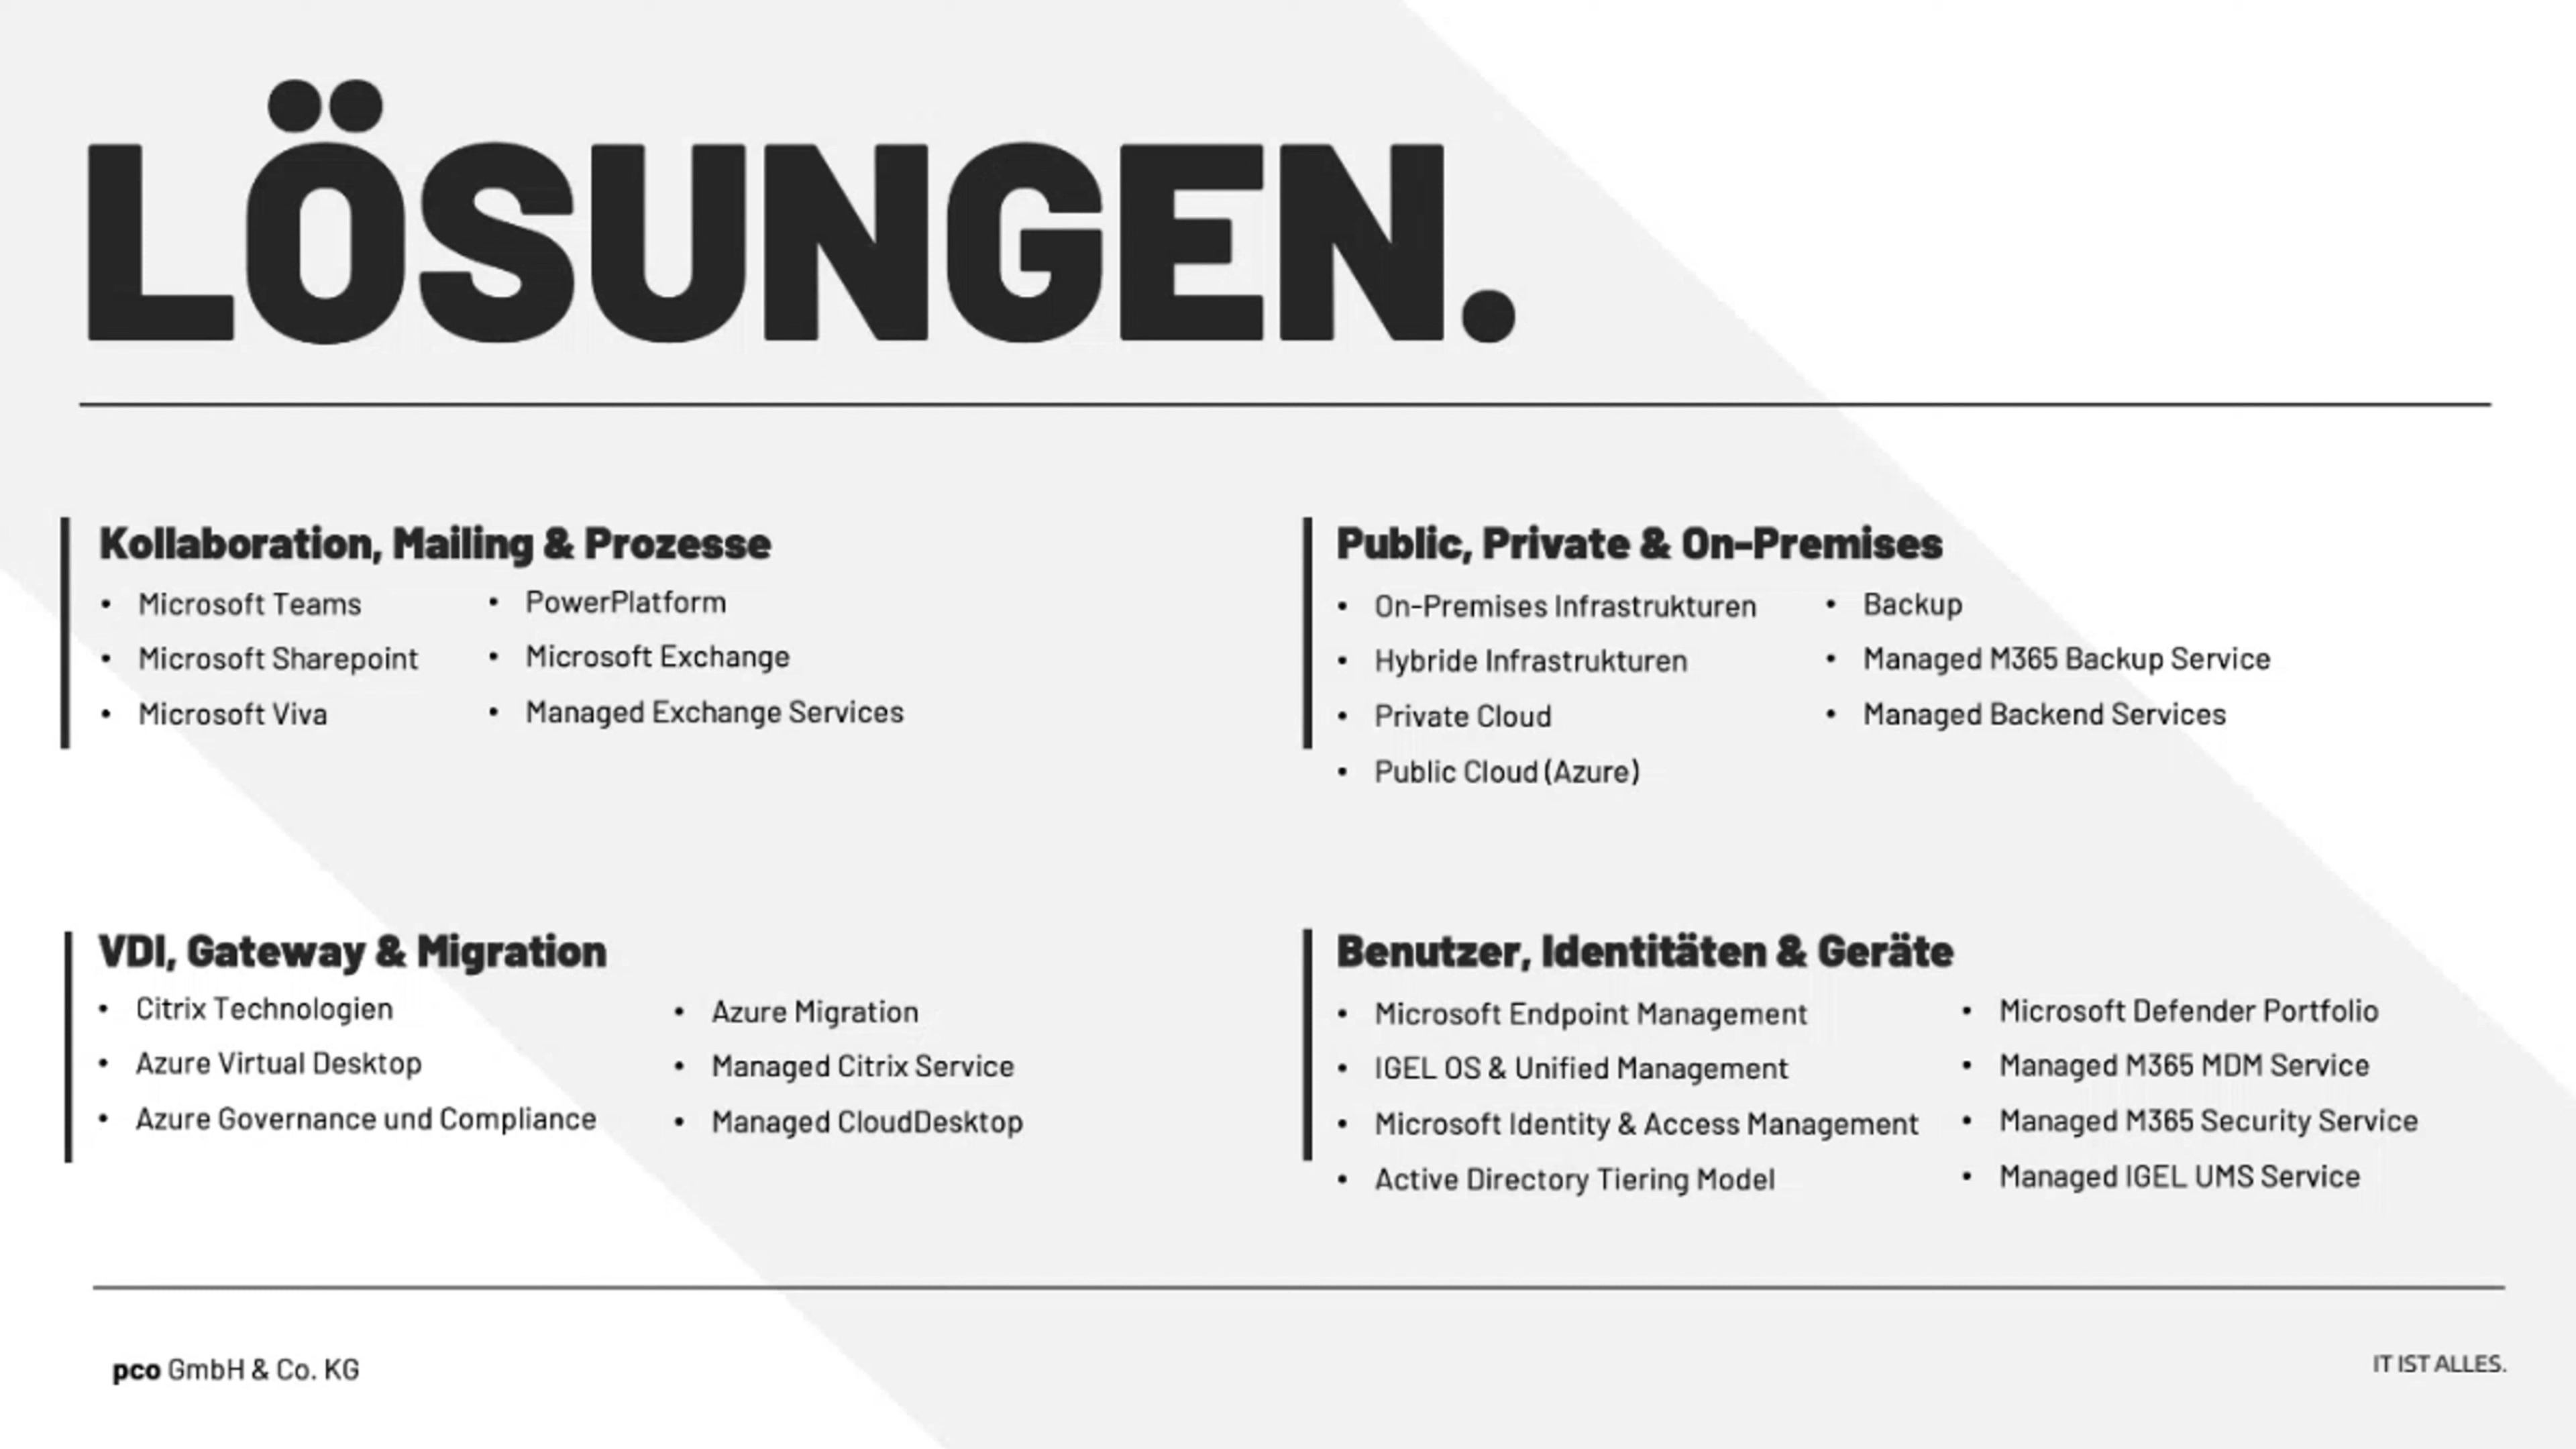 LÖSUNGEN.
Kollaboration, Mailing & Prozesse
• Microsoft Teams
• Microsoft Sharepoint
• Microsoft Viva
• PowerPlatform
• Microsoft Exchange
• Managed Exchange Services
Public, Private & On-Premises
• On-Premises Infrastrukturen
• Hybride Infrastrukturen
• Private Cloud
• Public Cloud (Azure)
• Backup
• Managed M365 Backup Service
• Managed Backend Services
VDI, Gateway & Migration
• Citrix Technologien
• Azure Virtual Desktop
• Azure Governance und Compliance
• Azure Migration
• Managed Citrix Service
• Managed CloudDesktop
Benutzer, Identitäten & Geräte
• Microsoft Endpoint Management
• IGEL OS & Unified Management
• Microsoft Identity & Access Management
• Active Directory Tiering Model
• Microsoft Defender Portfolio
• Managed M365 MDM Service
• Managed M365 Security Service
• Managed IGEL UMS Service
pco GmbH & Co. KG
IT IST ALLES.